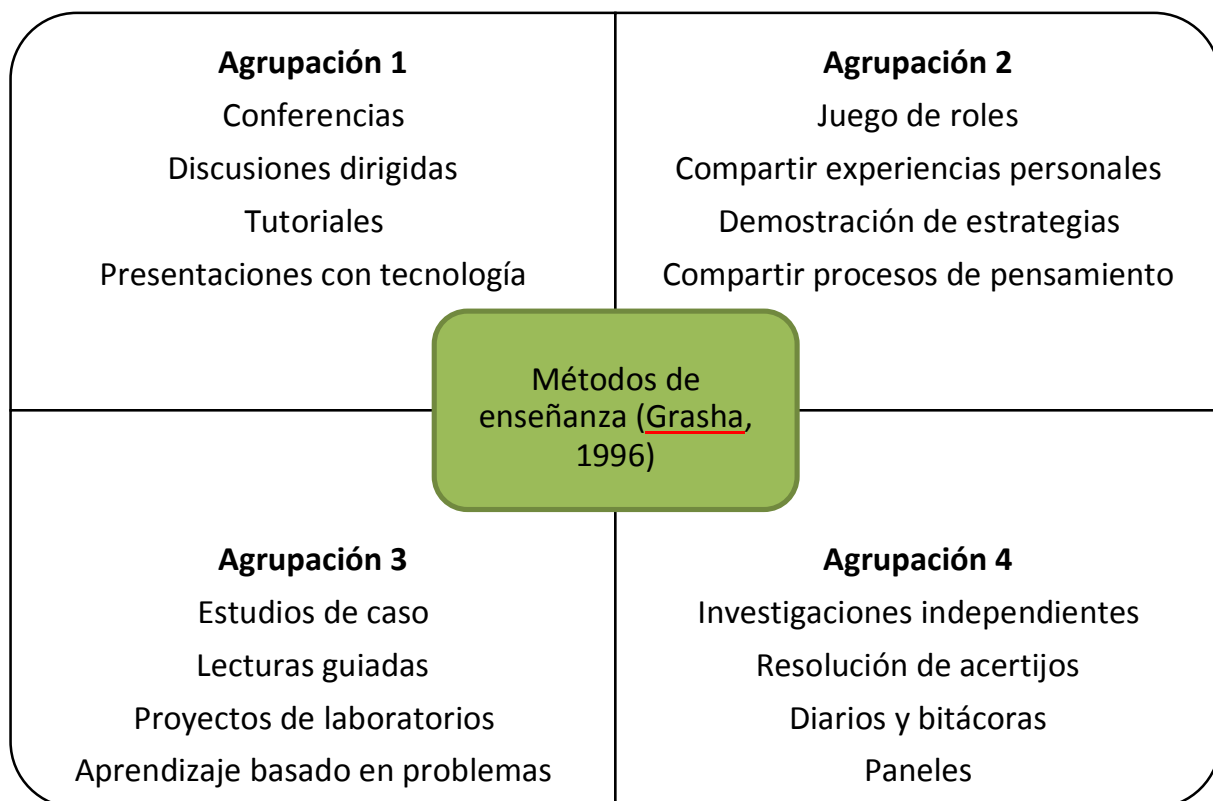 Agrupación 1
Conferencias
Discusiones dirigidas
Tutoriales
Presentaciones con tecnología
Agrupación 2
Juego de roles
Compartir experiencias personales
Demostración de estrategias
Compartir procesos de pensamiento
Métodos de
enseñanza (Grasha,
1996)
Agrupación 3
Estudios de caso
Lecturas guiadas
Proyectos de laboratorios
Aprendizaje basado en problemas
Agrupación 4
Investigaciones independientes
Resolución de acertijos
Diarios y bitácoras
Paneles